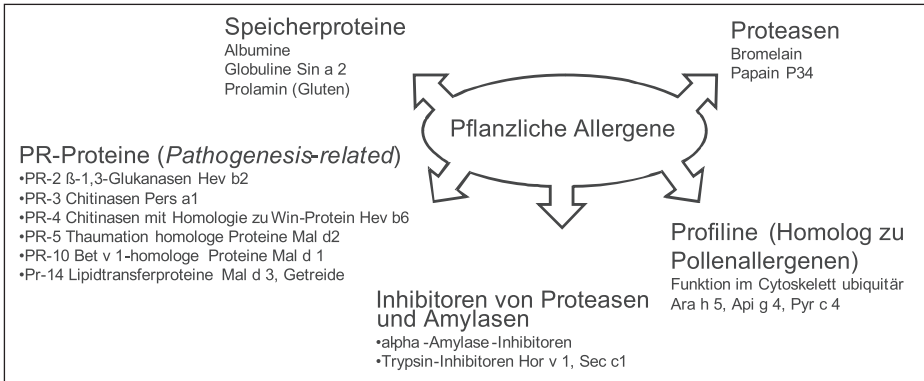 Speicherproteine
Albumine
Globuline Sin a 2
Prolamin (Gluten)
Proteasen
Bromelain
Papain P34
Pflanzliche Allergene
PR-Proteine (Pathogenesis-related)
•PR-2 ß-1,3-Glukanasen Hev b2
•PR-3 Chitinasen Pers a1
•PR-4 Chitinasen mit Homologie zu Win-Protein Hev b6
•PR-5 Thaumation homologe Proteine Mal d2
•PR-10 Bet v 1-homologe Proteine Mal d 1
•Pr-14 Lipidtransferproteine Mal d 3, Getreide
Inhibitoren von Proteasen
und Amylasen
•alpha -Amylase -Inhibitoren
•Trypsin-Inhibitoren Hor v 1, Sec c1
Profiline (Homolog zu
Pollenallergenen)
Funktion im Cytoskelett ubiquitär
Ara h 5, Api g 4, Pyr c 4